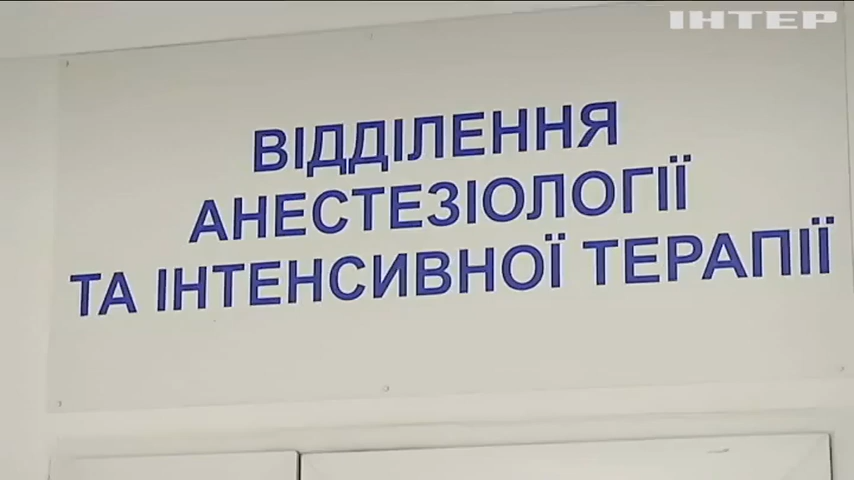 ІНТЕР
ВІДДІЛЕННЯ
АНЕСТЕЗІОЛОГІЇ
ТА ІНТЕНСИВНОЇ ТЕРАПІЇ